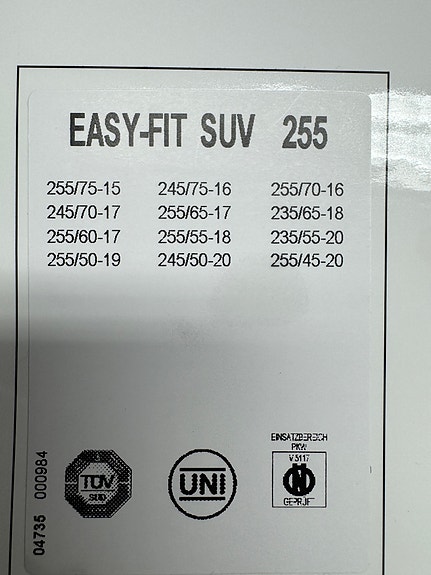 EASY-FIT SUV 255
255/75-15 245/75-16 255/70-16
245/70-17 255/65-17 235/65-18
255/60-17 255/55-18 235/55-20
255/50-19 245/50-20 255/45-20
EINSATZBEREICH
PKW
V5117
GEPRÜFT
TÜV
SÜD
UNI
04735 000984